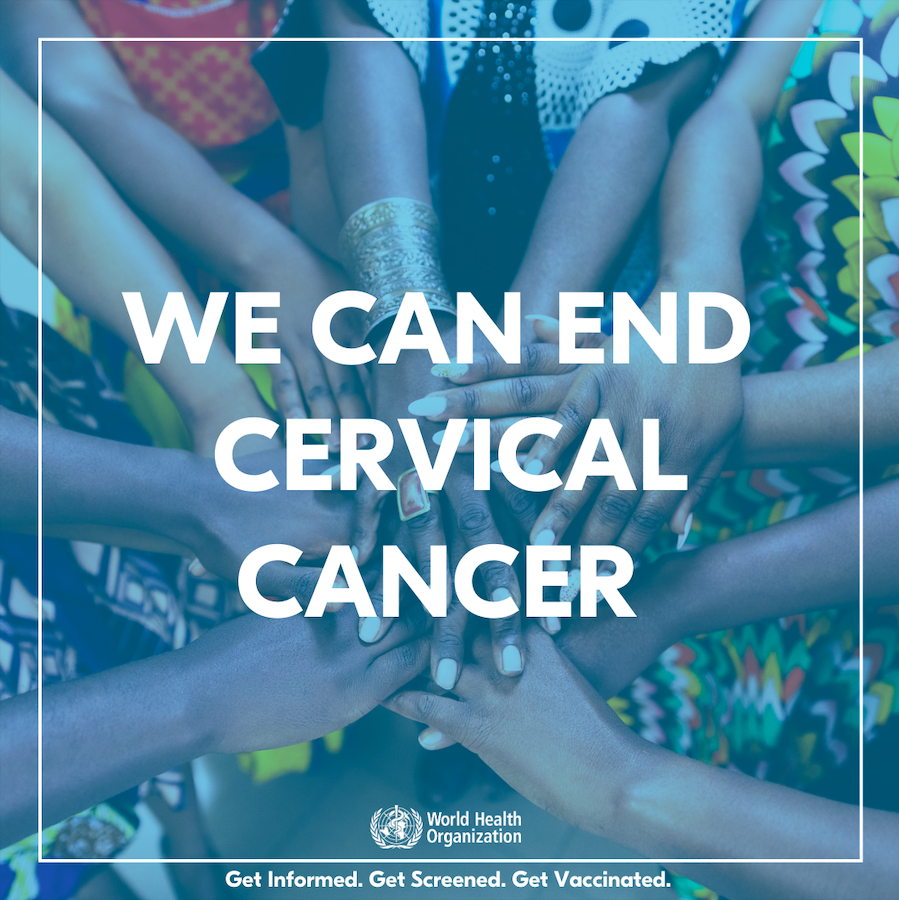 WE CAN END
CERVICAL
CANCER
World Health
Organization
Get Informed. Get Screened. Get Vaccinated.